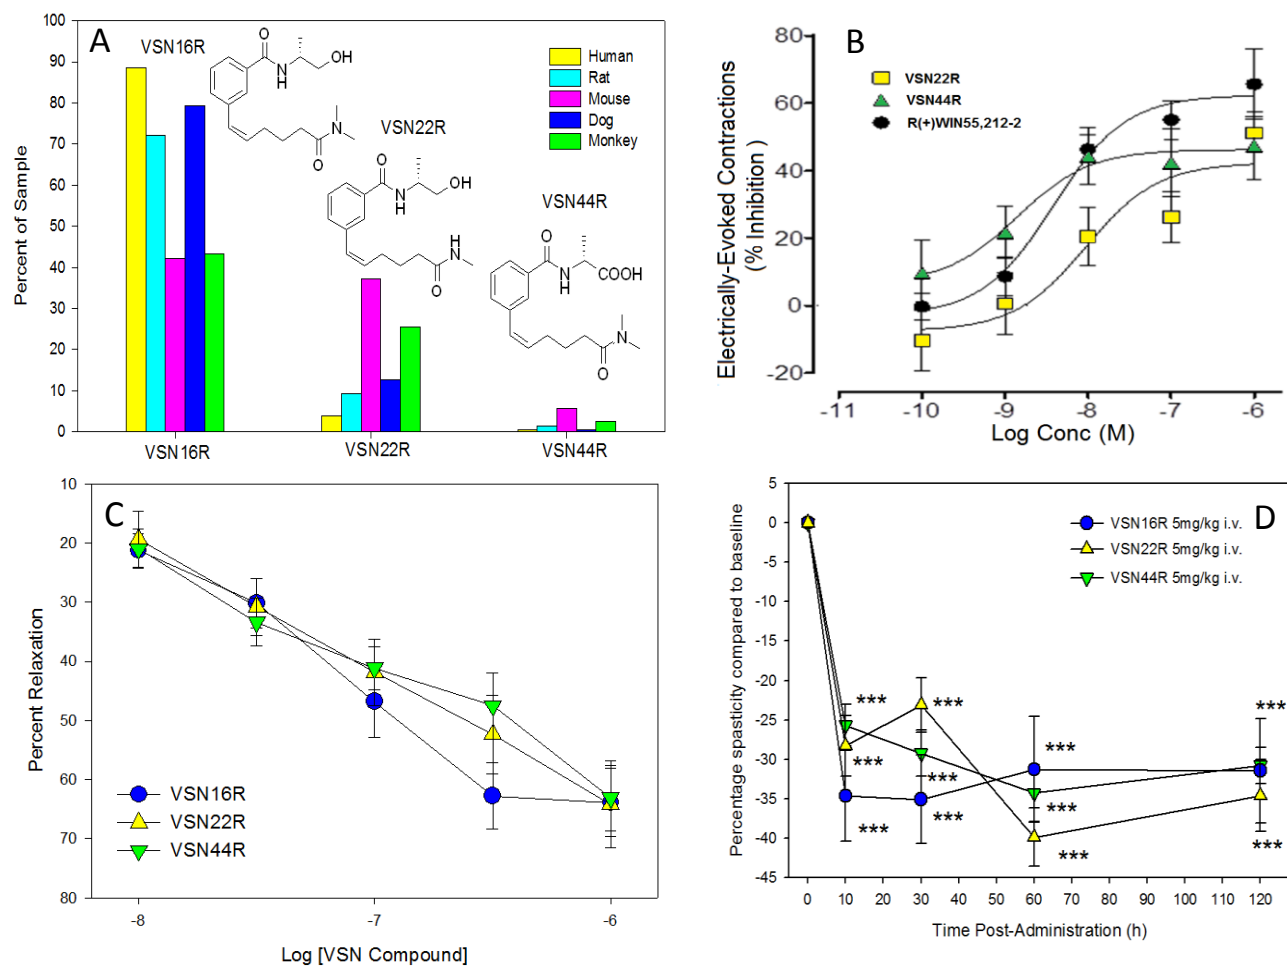 A
VSN16R
VSN22R
VSN44R
O
N
H
OH
N
O
O
N
H
OH
H
N
O
O
N
H
COOH
N
O
Human
Rat
Mouse
Dog
Monkey
Percent of Sample
100
90
80
70
60
50
40
30
20
10
0
VSN16R
VSN22R
VSN44R
B
VSN22R
VSN44R
R(+)WIN55,212-2
Electrically-Evoked Contractions
(% Inhibition )
80
60
40
20
0
-20
-11
-10
-9
-8
-7
-6
Log Conc (M)
C
Percent Relaxation
10
20
30
40
50
60
70
80
VSN16R
VSN22R
VSN44R
-8
-7
-6
Log [VSN Compound]
D
VSN16R 5mg/kg i.v.
VSN22R 5mg/kg i.v.
VSN44R 5mg/kg i.v.
Percentage spasticity compared to baseline
5
0
-5
-10
-15
-20
-25
-30
-35
-40
-45
***
***
***
***
***
***
***
***
***
***
***
0 10 20 30 40 50 60 70 80 90 100 110 120
Time Post-Administration (h)